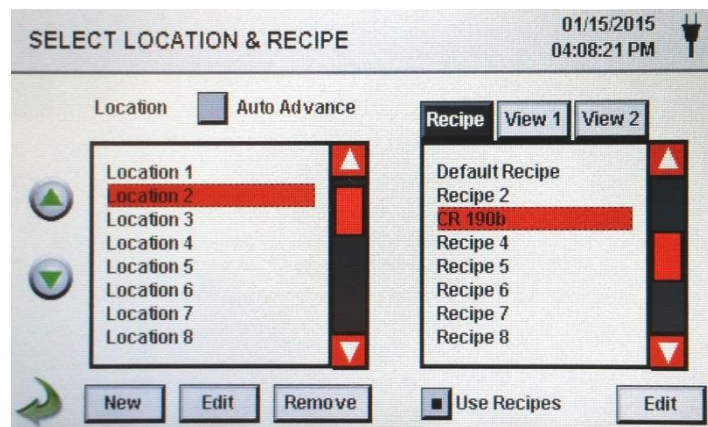 SELECT LOCATION & RECIPE
01/15/2015
04:08:21 PM
Location
Auto Advance
Recipe
View 1
View 2
Location 1
Location 2
Location 3
Location 4
Location 5
Location 6
Location 7
Location 8
Default Recipe
Recipe 2
CR 190b
Recipe 4
Recipe 5
Recipe 6
Recipe 7
Recipe 8
New
Edit
Remove
Use Recipes
Edit